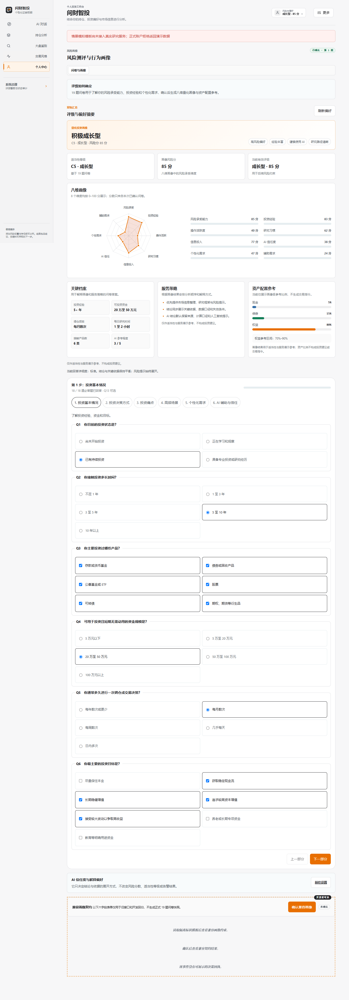 问财智投
个性化证券投顾
AI 对话
持仓分析
大盘鉴别
交易风格
个人中心
系统治理
评测看板与状态审计
使用提示
添加风险测量与持仓即可分析。结果包含结论、依据和可采取的下一步。
个人投资工作台
问财智投
结合你的持仓、投资偏好与市场信息进行分析。
风险与偏好
成长型 · 85 分
更多
情景模拟模板尚未接入真实研究服务；正式账户拒绝返回演示数据
风险画像
已确认 · 第 1 版
风险测评与行为画像
问卷与画像
评级如何确定
19 题问卷用于了解你的风险承受能力、投资经验和个性化需求，确认后生成八维量化画像与资产配置参考。
双轨汇总
评级与偏好摘要
刷新偏好
量化投资画像
积极成长型
C5 · 成长型 · 风险分 85 分
高风险偏好
经验丰富
谨慎使用 AI
研究路径清晰
适当性等级
C5 · 成长型
基于 19 题问卷
画像风险分
85 分
八维画像中的风险承受维度
当前有效评级
成长型 · 85 分
用于后续风险约束
八维画像
8 个维度均按 0–100 分展示；分数只来自本次已确认问卷。
风险承受
投资经验
操作活跃
研究习惯
信息投入
AI 信任
个性需求
辅助需求
风险承受能力 85 分
投资经验 83 分
操作活跃度 40 分
研究习惯 62 分
信息投入 77 分
AI 信任度 38 分
个性化需求 47 分
辅助需求 24 分
关键档案
用于解释画像和服务策略的问卷答案。
投资经验
5+ 年
可投资资金
20 万至 50 万元
调仓频率
每月数次
每日研究时间
1 至 2 小时
接触产品数
6 类
AI 参考程度
3 / 5
服务策略
根据画像结果安排分析顺序和解释方式。
优先提供市场信息整理、研究框架与风险提示。
结论同步展示关键依据、数据口径和失效条件。
AI 结论默认保留来源、计算口径和人工复核提示。
仅作适当性与服务展示参考，不构成投资建议。
资产配置参考
当前仅展示画像级参考比例，不生成交易指令。
现金 5%
债券 15%
权益 80%
权益参考区间：70%–90%
画像结果用于适当性与服务展示参考；资产比例不构成投资建议或交易指令。
仅作适当性与服务展示参考，不构成投资建议。
当前回答详细度：标准。结论与关键依据保持平衡；风险提示始终展开。
第 1 步：投资基本情况
18 / 18 道必答题已回答 · Q13 可选
1. 投资基本情况
2. 投资决策方式
3. 投资痛点
4. 高频场景
5. 个性化需求
6. AI 辅助与信任
了解投资经验、资金和目标。
Q1 你目前的投资状态是？
尚未开始投资
正在学习和观察
已有持续投资
具备专业投资或研究经历
Q2 你接触投资多长时间？
不足 1 年
1 至 3 年
3 至 5 年
5 至 10 年
10 年以上
Q3 你主要投资过哪些产品？
存款或货币基金
债券或固收产品
公募基金或 ETF
股票
可转债
期权、期货等衍生品
Q4 可用于投资且短期无需动用的资金规模是？
5 万元以下
5 万至 20 万元
20 万至 50 万元
50 万至 100 万元
100 万元以上
Q5 你通常多久进行一次调仓或交易决策？
每年数次或更少
每月数次
每周数次
几乎每天
日内多次
Q6 你最主要的投资目标是？
尽量保住本金
获取稳定现金流
长期稳健增值
追求较高资本增值
接受较大波动以争取高收益
养老或长期专项资金
教育等明确用途资金
上一部分
下一部分
AI 信任度与解释偏好
它只决定结论与依据的展开方式，不改变风险分数、适当性等级或告警结果。
前往设置
开发者可见
兼容画像契约 以下六字段表单仅用于旧接口和开发回归，不生成正式 19 题问卷快照。
确认兼容画像
未确认
读取隔离标识模板后查看兼容画像约束。
确认后查看兼容契约结果。
该事件没有可展示的决策回执。